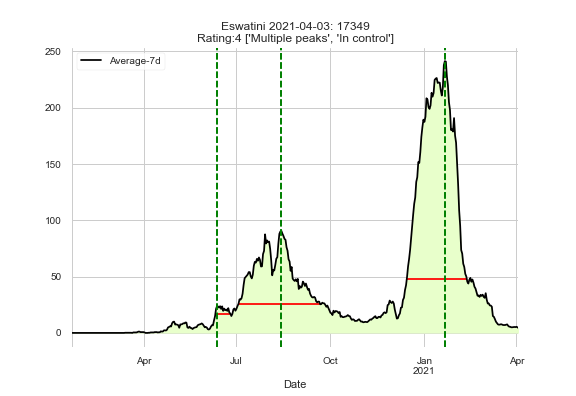 Eswatini 2021-04-03: 17349
Rating:4 ['Multiple peaks', 'In control']
Average-7d
250
200
150
100
50
0
Apr
Jul
Oct
Jan
2021
Apr
Date